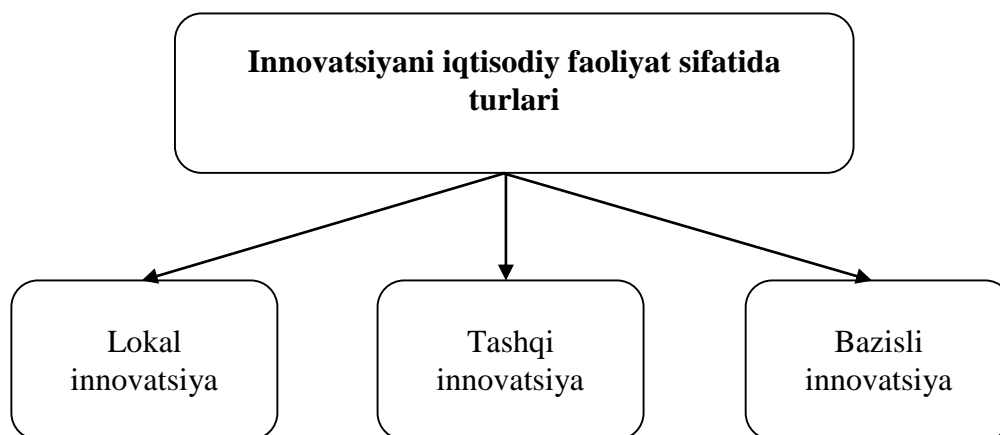 Innovatsiyani iqtisodiy faoliyat sifatida
turlari
Lokal
innovatsiya
Tashqi
innovatsiya
Bazisli
innovatsiya